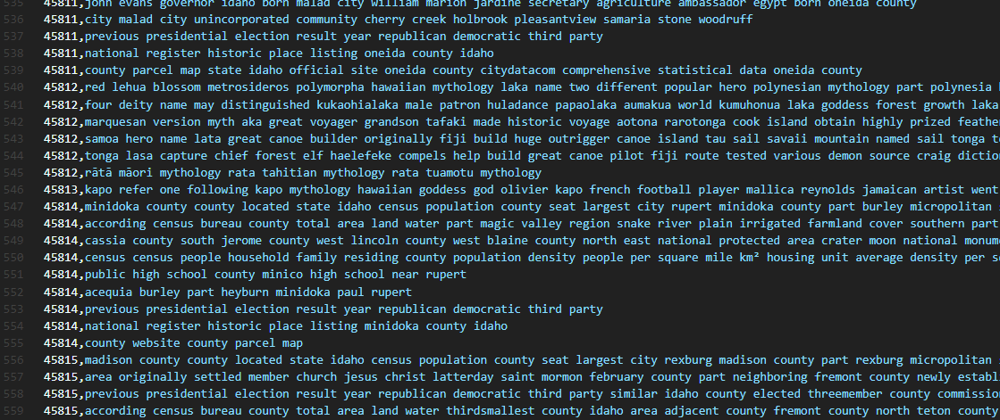 535 45811,john evans governor idaho born malad city william marion jardine secretary agriculture ambassador egypt born oneida county
536 45811,city malad city unincorporated community cherry creek holbrook pleasantview samaria stone woodruff
537 45811,previous presidential election result year republican democratic third party
538 45811,national register historic place listing oneida county idaho
539 45811,county parcel map state idaho official site oneida county citydatacom comprehensive statistical data oneida county
540 45812,red lehua blossom metrosideros polymorpha hawaiian mythology laka name two different popular hero polynesian mythology part polynesia
541 45812,four deity name may distinguished kukaohialaka male patron huladance papaolaka aumakua world kumuhonua laka goddess forest growth laka
542 45812,marquesan version myth aka great voyager grandson tafaki made historic voyage aotona rarotonga cook island obtain highly prized feathe
543 45812,samoa hero name lata great canoe builder originally fiji build huge outrigger canoe island tau sail savaii mountain named sail tonga t
544 45812,tonga lasa capture chief forest elf haelefeke compels help build great canoe pilot fiji route tested various demon source craig dictio
545 45812,rātā māori mythology rata tahitian mythology rata tuamotu mythology
546 45813,kapo refer one following kapo mythology hawaiian goddess god olivier kapo french football player mallica reynolds jamaican artist went
547 45814,minidoka county county located state idaho census population county seat largest city rupert minidoka county part burley micropolitan
548 45814,according census bureau county total area land water part magic valley region snake river plain irrigated farmland cover southern part
549 45814,cassia county south jerome county west lincoln county west blaine county north east national protected area crater moon national monum
550 45814,census census people household family residing county population density people per square mile km² housing unit average density per s
551 45814,public high school county minico high school near rupert
552 45814,acequia burley part heyburn minidoka paul rupert
553 45814,previous presidential election result year republican democratic third party
554 45814,national register historic place listing minidoka county idaho
555 45814,county website county parcel map
556 45815,madison county county located state idaho census population county seat largest city rexburg madison county part rexburg micropolitan
557 45815,area originally settled member church jesus christ latterday saint mormon february county part neighboring fremont county newly establ
558 45815,previous presidential election result year republican democratic third party similar idaho county elected threemember county commissio
559 45815,according census bureau county total area land water thirdsmallest county idaho area adjacent county fremont county north teton county